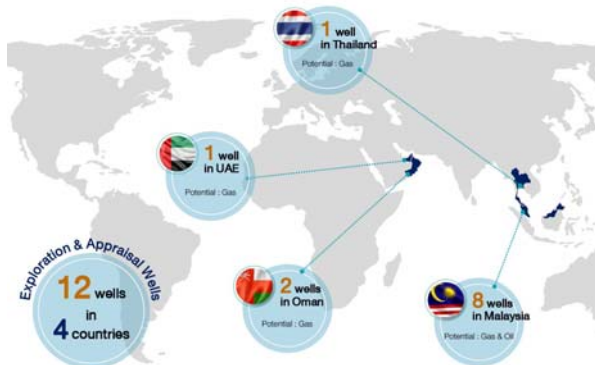 1 well
in Thailand
Potential : Gas
1 well
in UAE
Potential : Gas
Exploration & Appraisal Wells
12 wells
in
4 countries
2 wells
in Oman
Potential : Gas
8 wells
in Malaysia
Potential : Gas & Oil